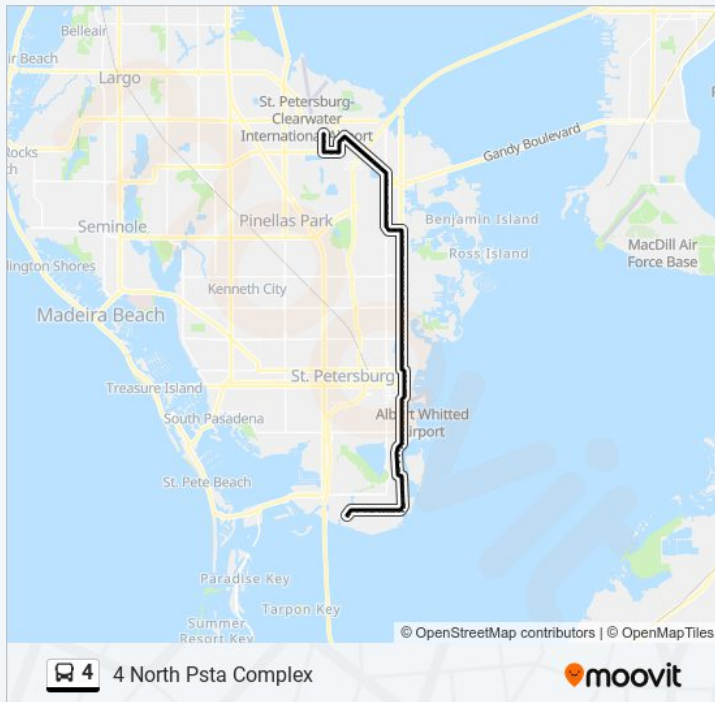 Belleair
ir Beach
Largo
St. Petersburg-
Clearwater
International Airport
Gandy Boulevard
Rocks
h
Seminole
Pinellas Park
Benjamin Island
Ross Island
MacDill Air
Force Base
lington Shores
Kenneth City
Madeira Beach
Treasure Island
St. Petersburg
South Pasadena
Albert Whitted
Airport
St. Pete Beach
Paradise Key
Tarpon Key
Summer
Resort Key
© OpenStreetMap contributors | © OpenMapTiles
4
4 North Psta Complex
moovit